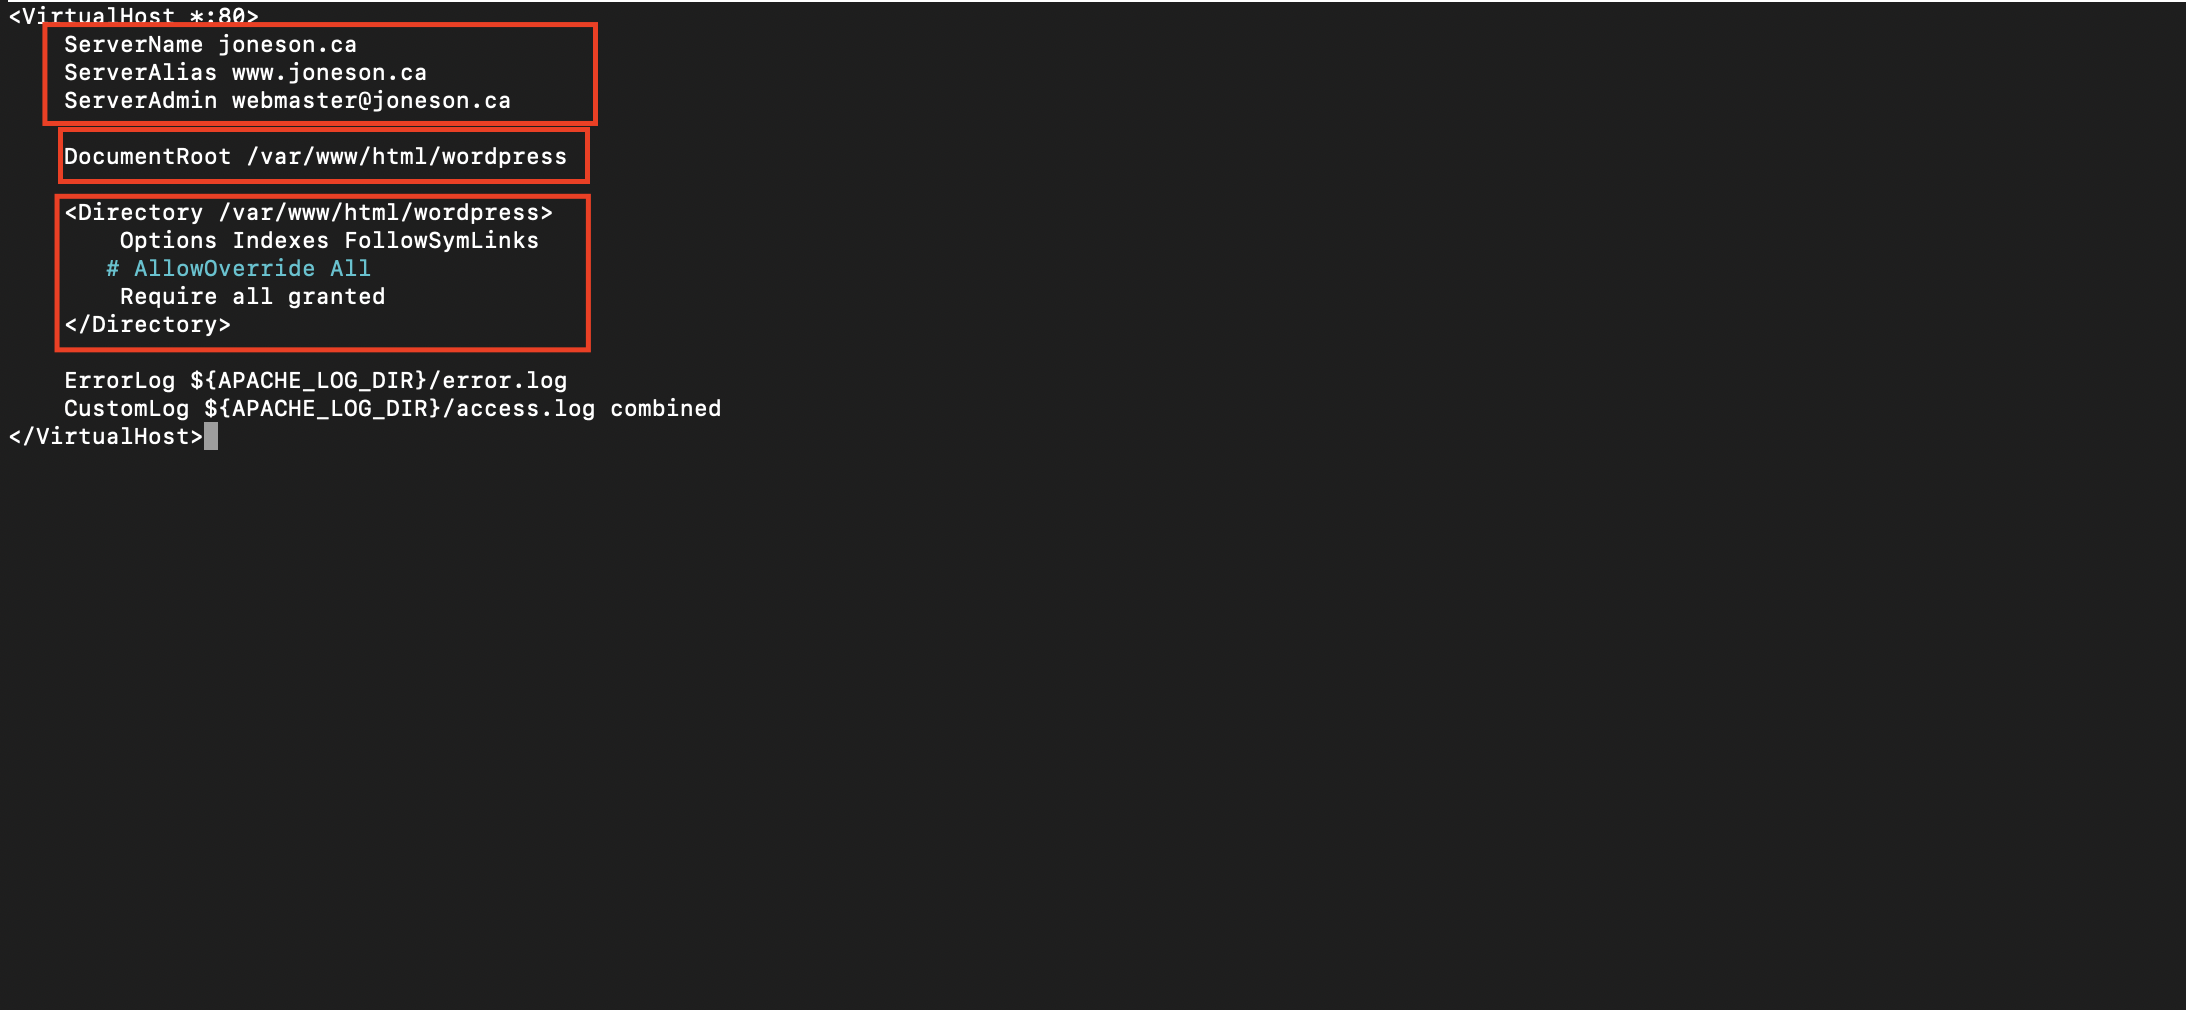 <VirtualHost *:80>
ServerName joneson.ca
ServerAlias www.joneson.ca
ServerAdmin webmaster@joneson.ca
DocumentRoot /var/www/html/wordpress
<Directory /var/www/html/wordpress>
Options Indexes FollowSymLinks
# AllowOverride All
Require all granted
</Directory>
ErrorLog ${APACHE_LOG_DIR}/error.log
CustomLog ${APACHE_LOG_DIR}/access.log combined
</VirtualHost>